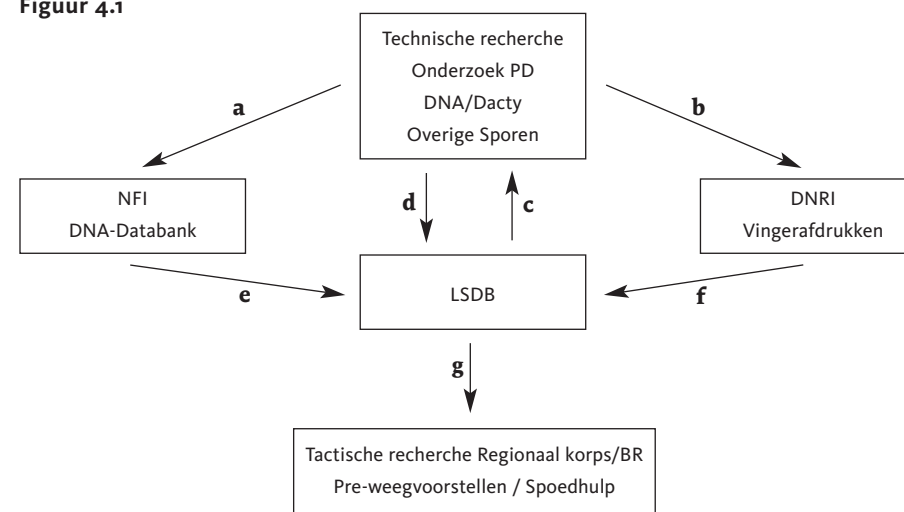 Figuur 4.1
Technische recherche
Onderzoek PD
DNA/Dacty
Overige Sporen
a
b
NFI
DNA-Databank
d
c
DNRI
Vingerafdrukken
e
LSDB
f
g
Tactische recherche Regionaal korps/BR
Pre-weegvoorstellen / Spoedhulp